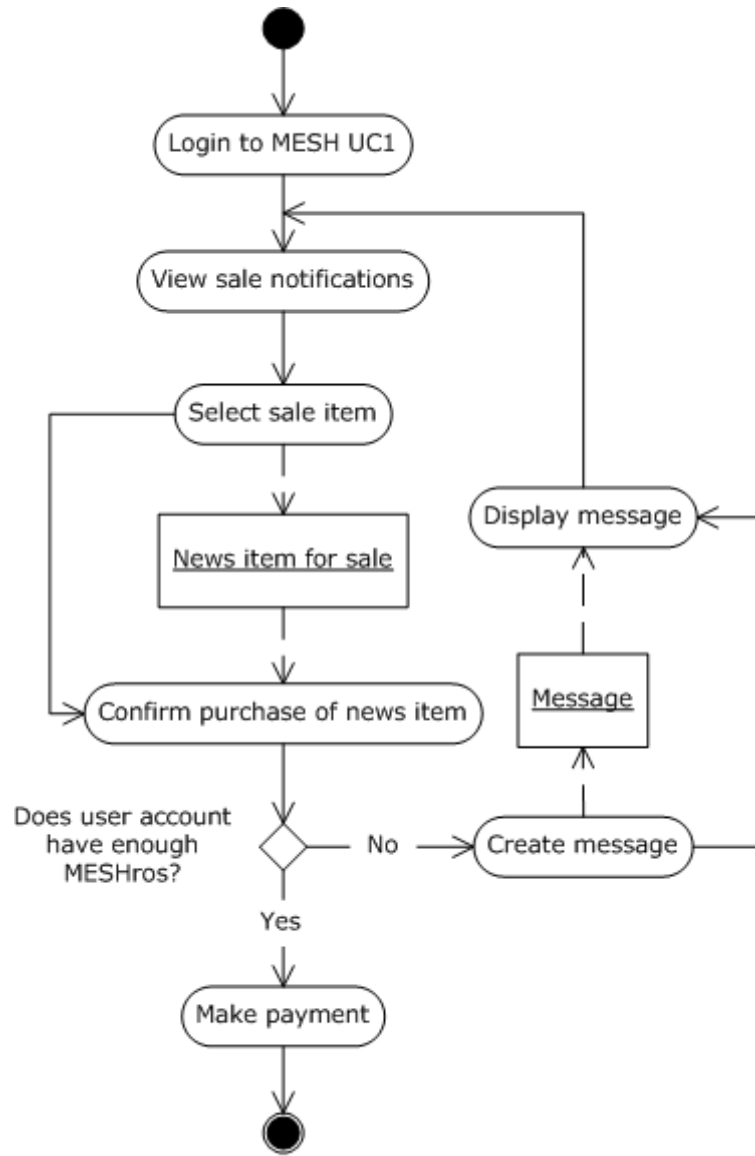 Login to MESH UC1
View sale notifications
Select sale item
Display message
News item for sale
Message
Confirm purchase of news item
Does user account
have enough
MESHros?
No
Create message
Yes
Make payment